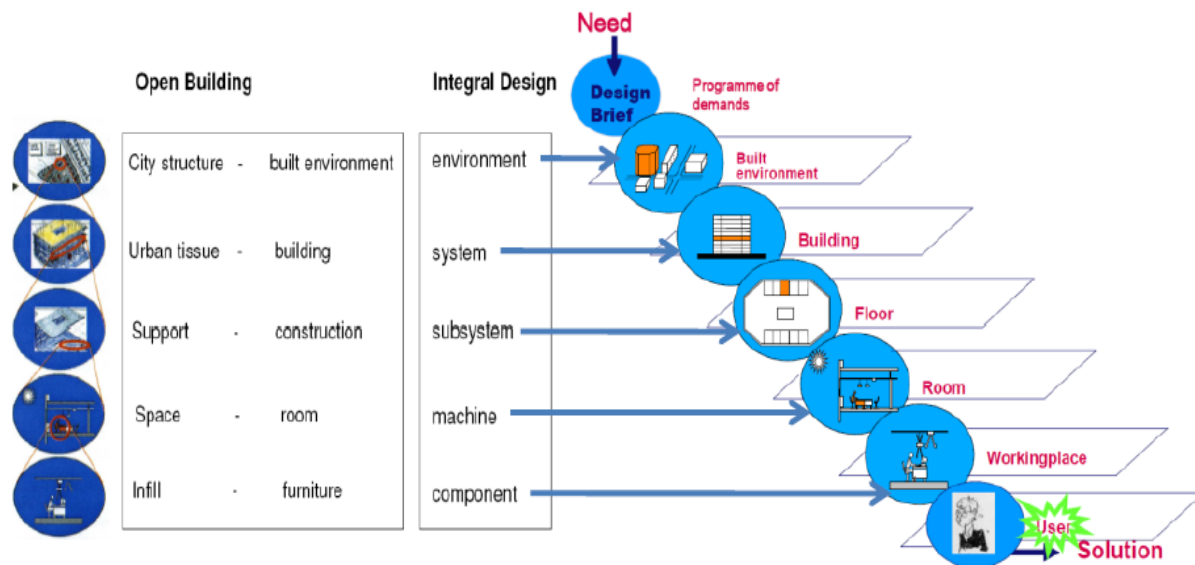 Need
Open Building
Integral Design
Design
Brief
Programme of
demands
City structure - built environment
environment
Built
environment
Urban tissue - building
system
Building
Support - construction
subsystem
Floor
Space - room
machine
Room
Infill - furniture
component
Workingplace
User
Solution